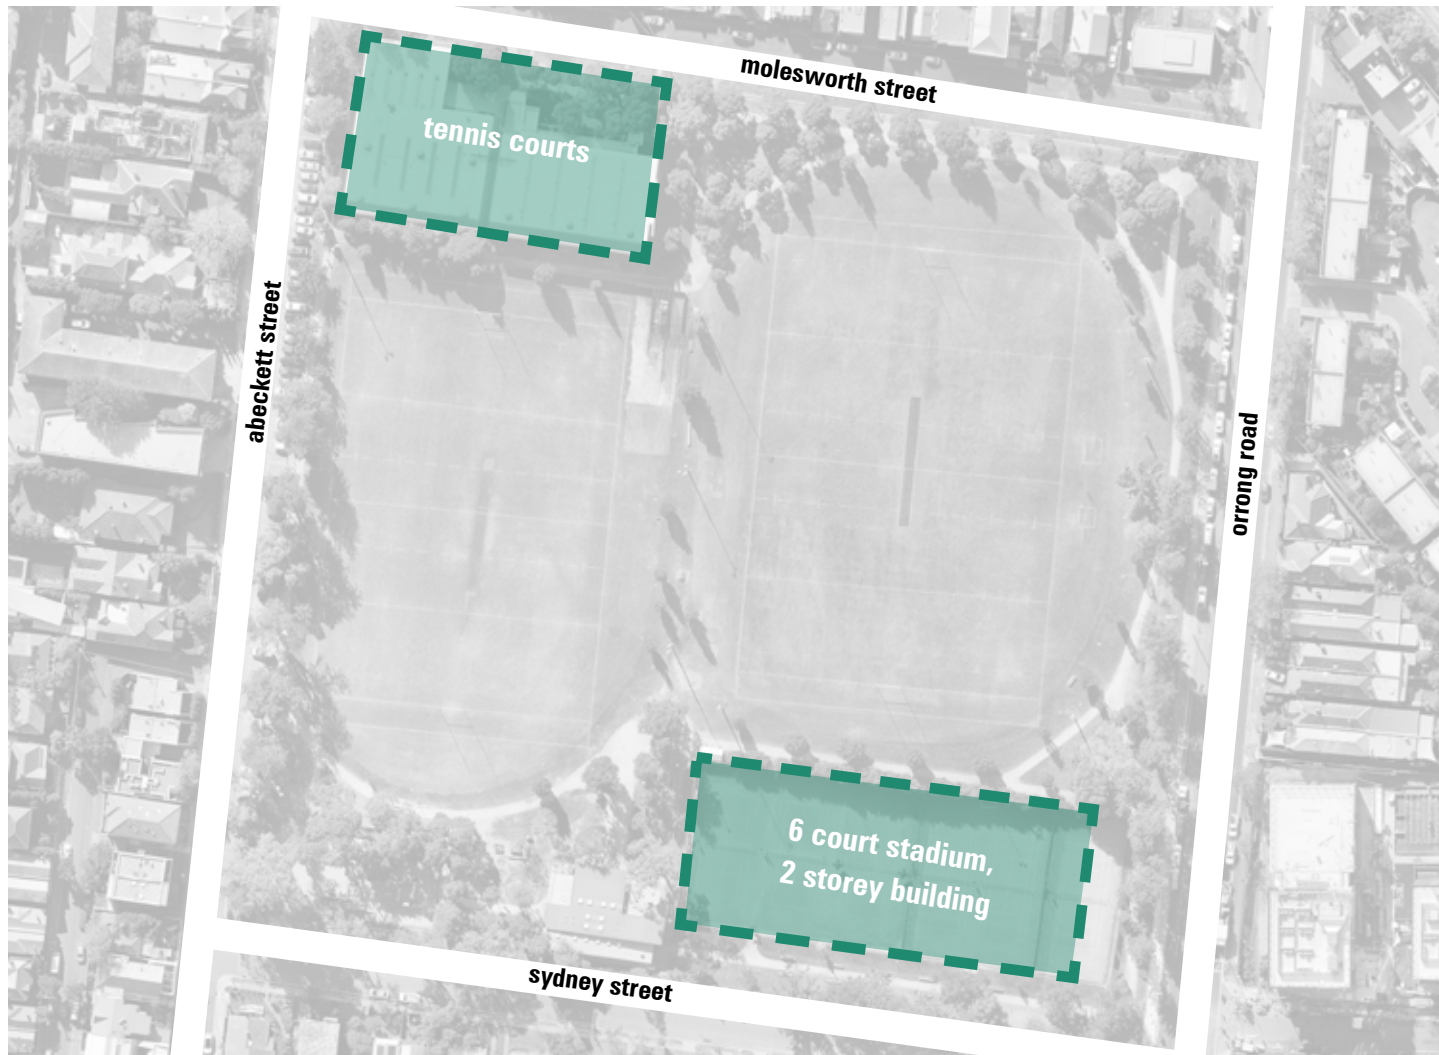 molesworth street
tennis courts
abeckett street
orrong road
6 court stadium,
2 storey building
sydney street